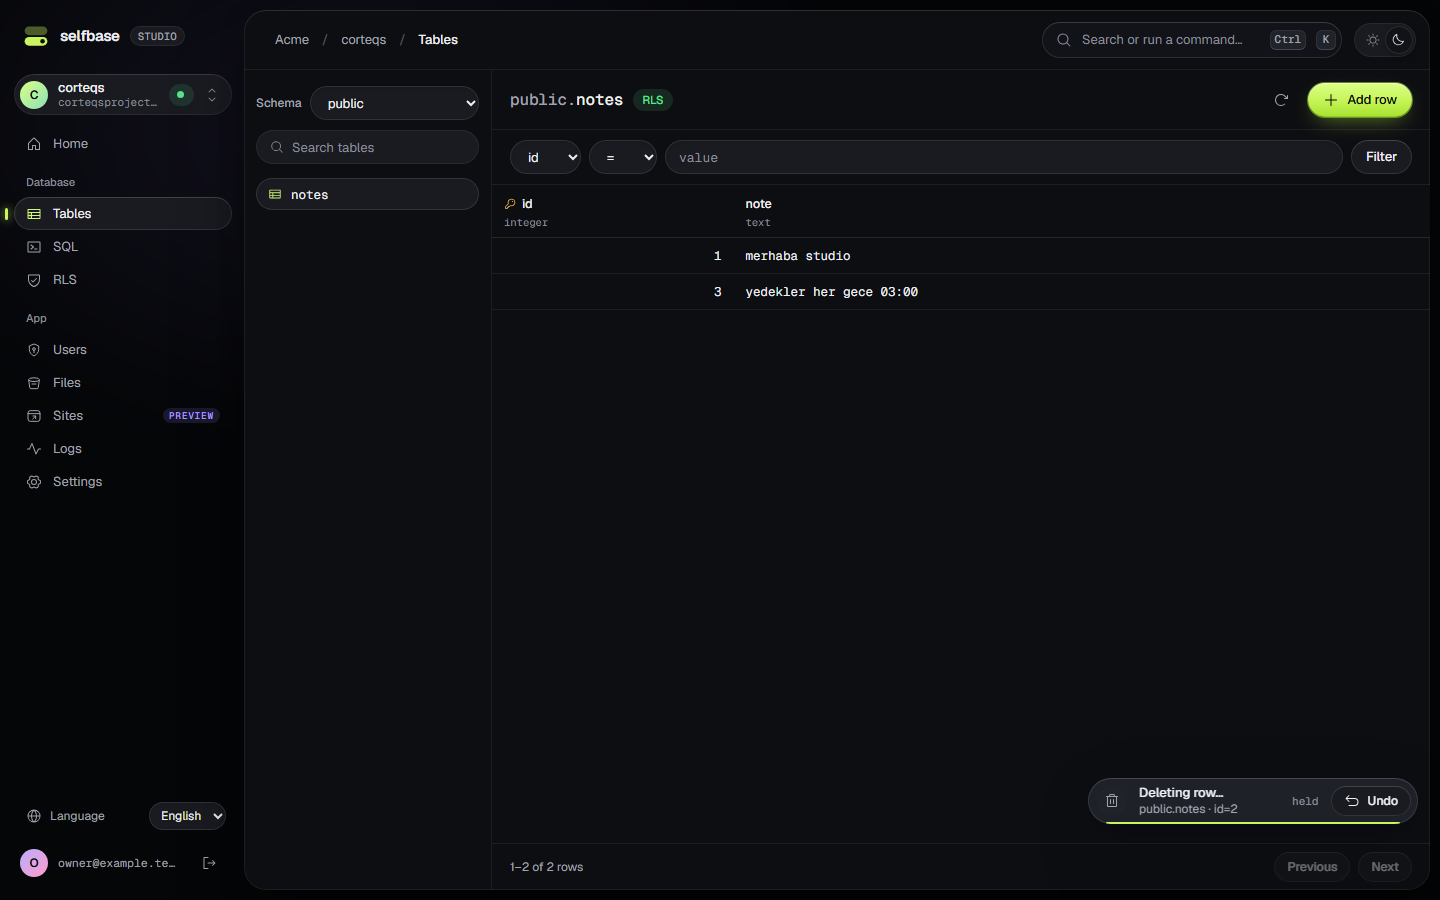 selfbase STUDIO
Acme / corteqs / Tables
Search or run a command... Ctrl K
C
corteqs
corteqsproject...
Home
Database
Tables
SQL
RLS
App
Users
Files
Sites PREVIEW
Logs
Settings
Language English
O owner@example.te...
Schema public
Search tables
notes
public.notes RLS
Add row
id = value Filter
id note
integer text
1 merhaba studio
3 yedekler her gece 03:00
Deleting row...
public.notes · id=2
held Undo
1–2 of 2 rows Previous Next